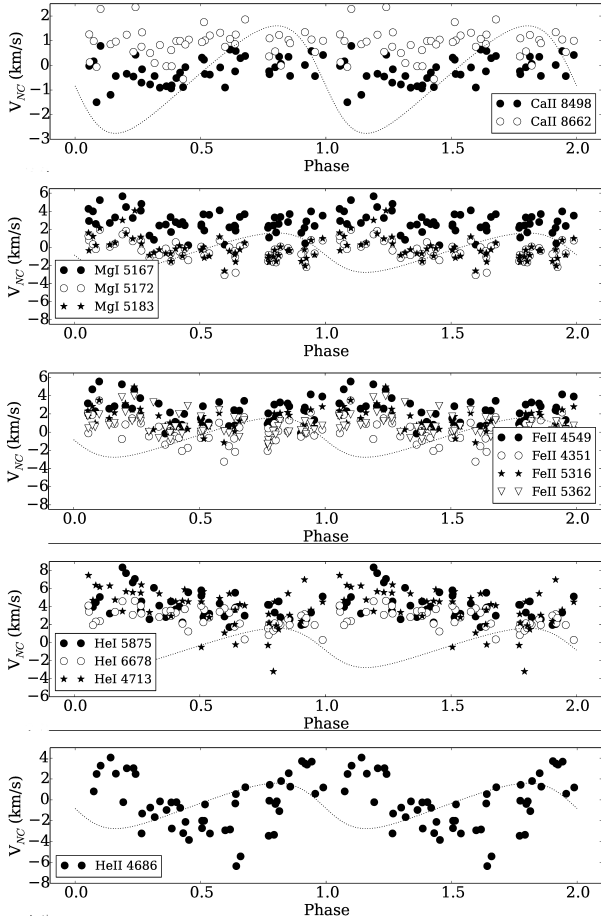 2
1
0
−1
−2
−3
V_NC (km/s)
CaII 8498
CaII 8662
0.0 0.5 1.0 1.5 2.0
Phase
6
4
2
0
−2
−4
−6
−8
V_NC (km/s)
MgI 5167
MgI 5172
MgI 5183
0.0 0.5 1.0 1.5 2.0
Phase
6
4
2
0
−2
−4
−6
−8
V_NC (km/s)
FeII 4549
FeII 4351
FeII 5316
FeII 5362
0.0 0.5 1.0 1.5 2.0
Phase
8
6
4
2
0
−2
−4
−6
V_NC (km/s)
HeI 5875
HeI 6678
HeI 4713
0.0 0.5 1.0 1.5 2.0
Phase
4
2
0
−2
−4
−6
−8
V_NC (km/s)
HeII 4686
0.0 0.5 1.0 1.5 2.0
Phase